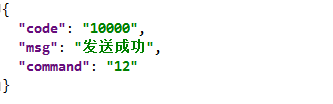 {
"code": "10000",
"msg": "发送成功",
"command": "12"
}